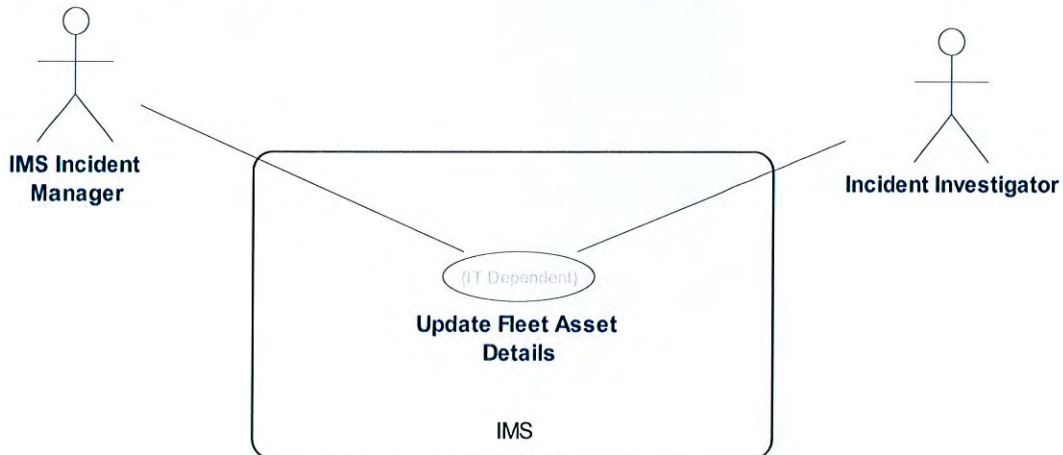 IMS Incident
Manager
Incident Investigator
(IT Dependent)
Update Fleet Asset
Details
IMS